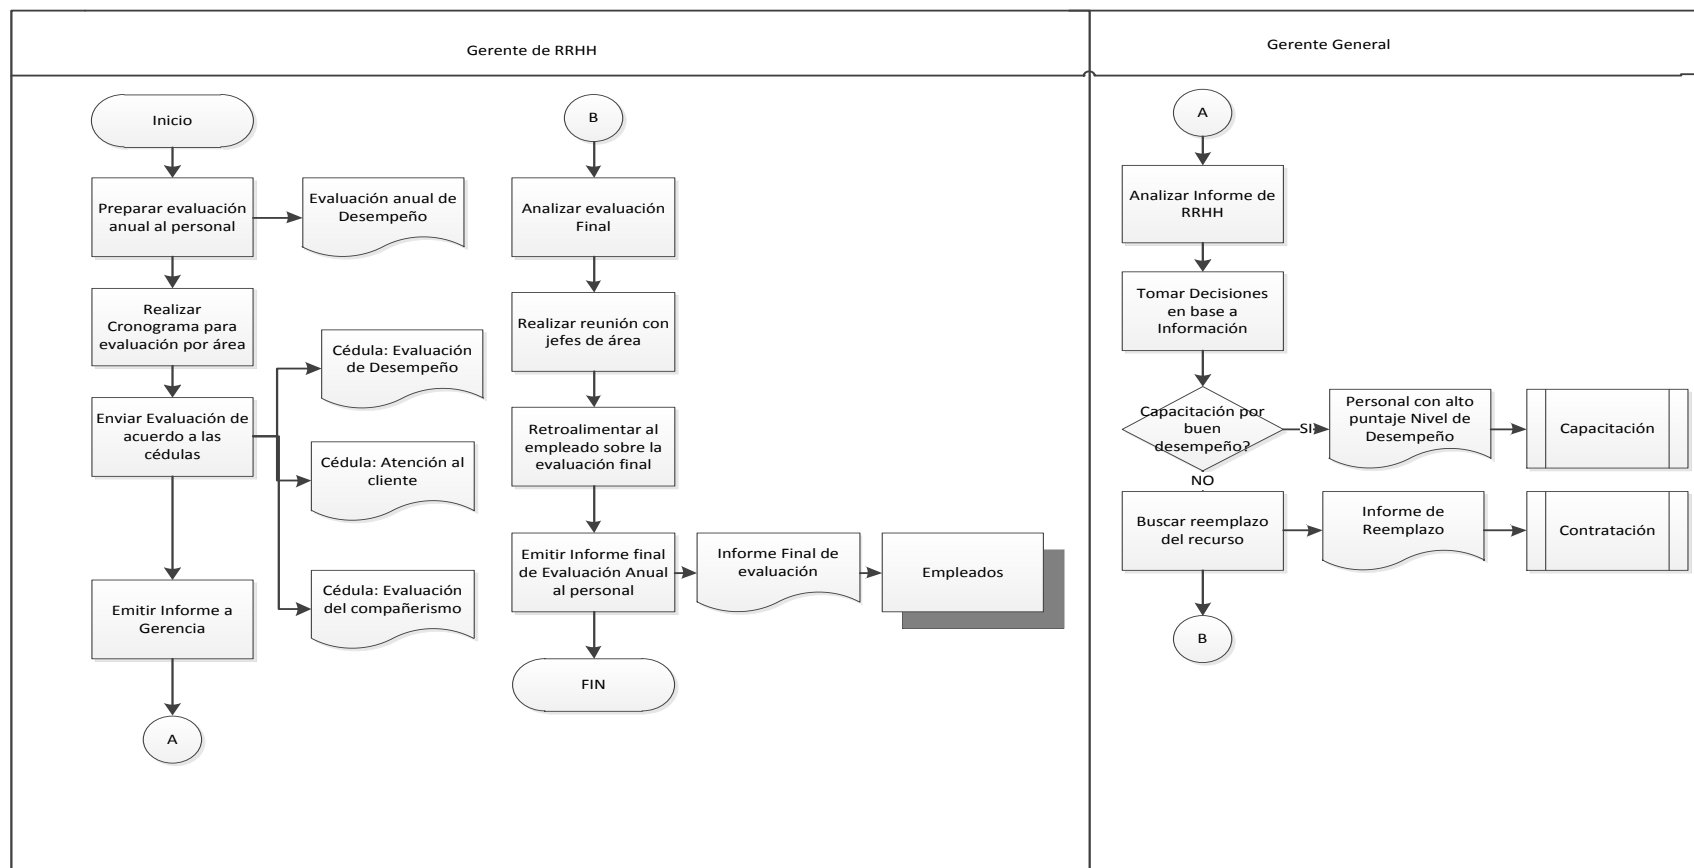 Gerente de RRHH
Gerente General
Inicio
Preparar evaluación
anual al personal
Evaluación anual de
Desempeño
Realizar
Cronograma para
evaluación por área
Enviar Evaluación de
acuerdo a las
cédulas
Cédula: Evaluación
de Desempeño
Cédula: Atención al
cliente
Cédula: Evaluación
del compañerismo
Emitir Informe a
Gerencia
A
B
Analizar evaluación
Final
Realizar reunión con
jefes de área
Retroalimentar al
empleado sobre la
evaluación final
Emitir Informe final
de Evaluación Anual
al personal
Informe Final de
evaluación
Empleados
FIN
A
Analizar Informe de
RRHH
Tomar Decisiones
en base a
Información
Capacitación por
buen
desempeño?
SI
Personal con alto
puntaje Nivel de
Desempeño
Capacitación
NO
Buscar reemplazo
del recurso
Informe de
Reemplazo
Contratación
B